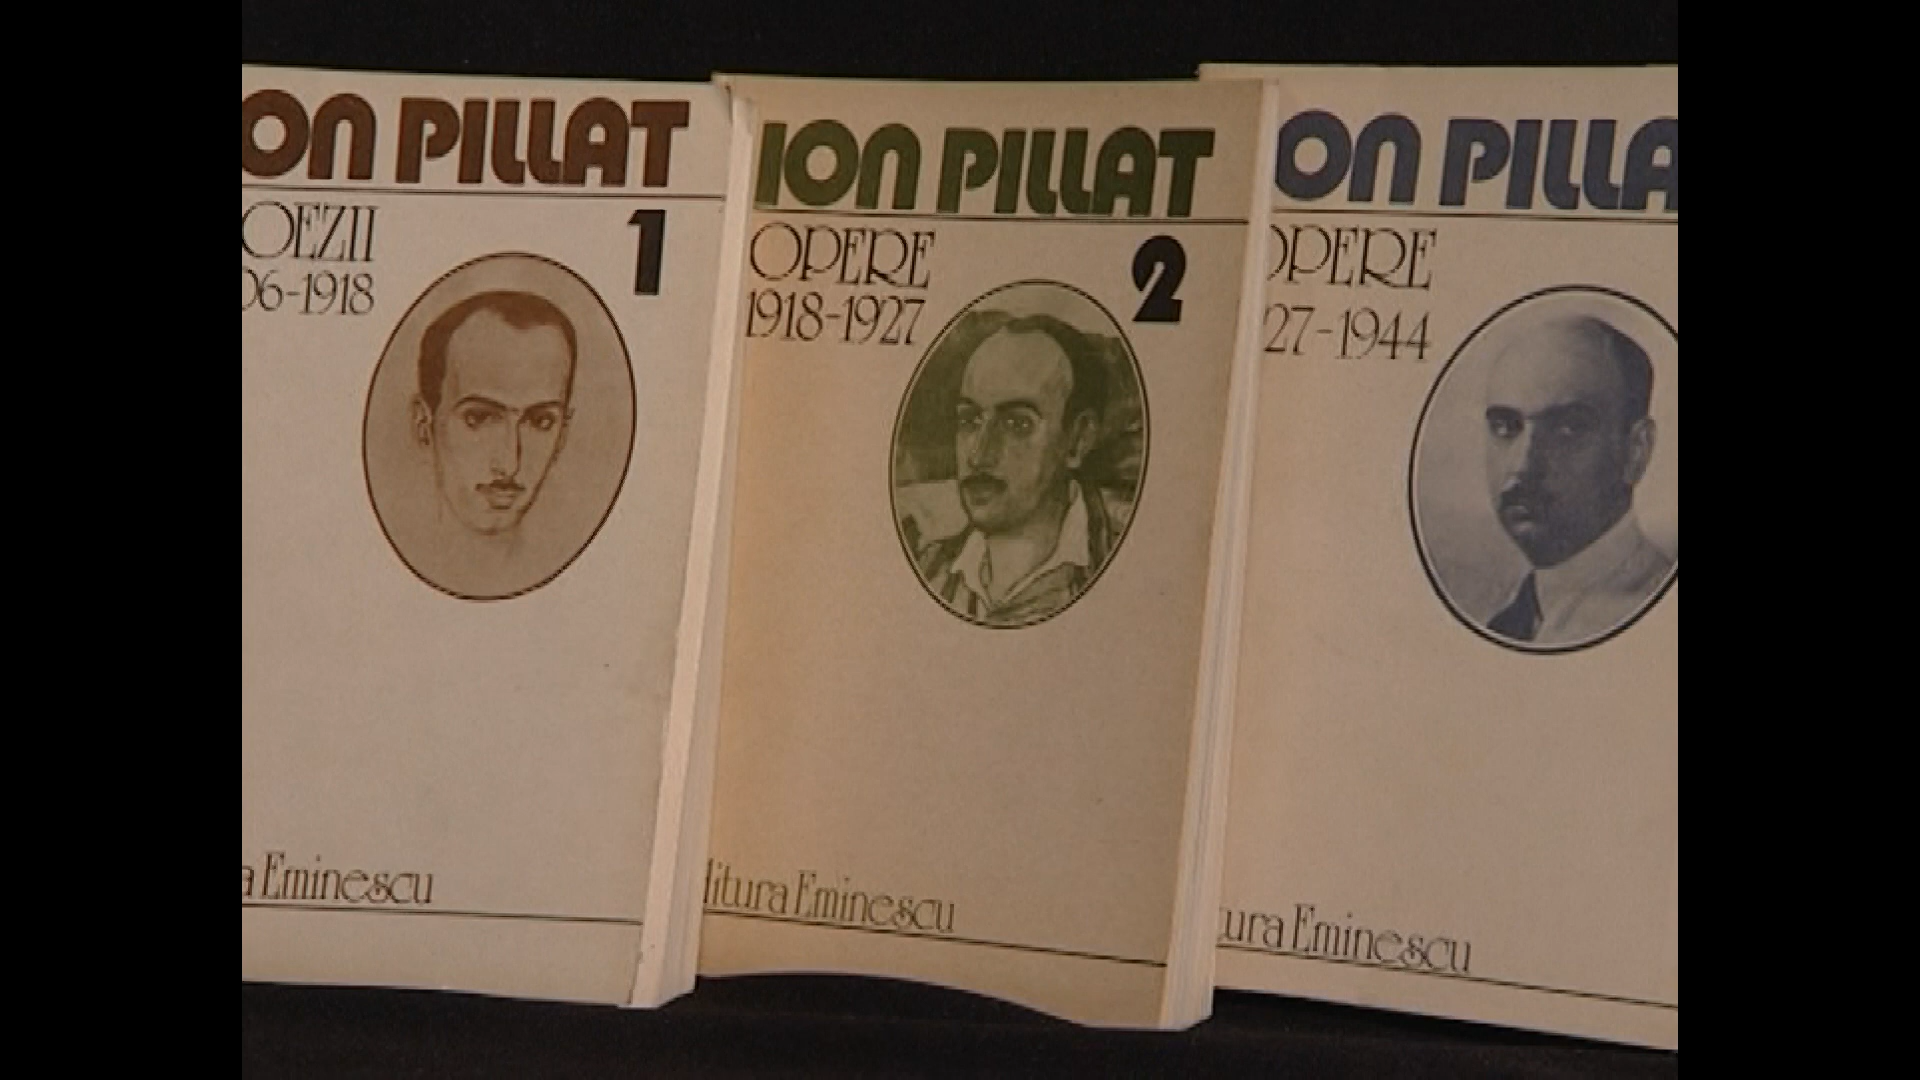 ON PILLAT
OEZII
06-1918
1
a Eminescu
ION PILLAT
OPERE
1918-1927
2
ditura Eminescu
ON PILLA
OPERE
27-1944
ura Eminescu